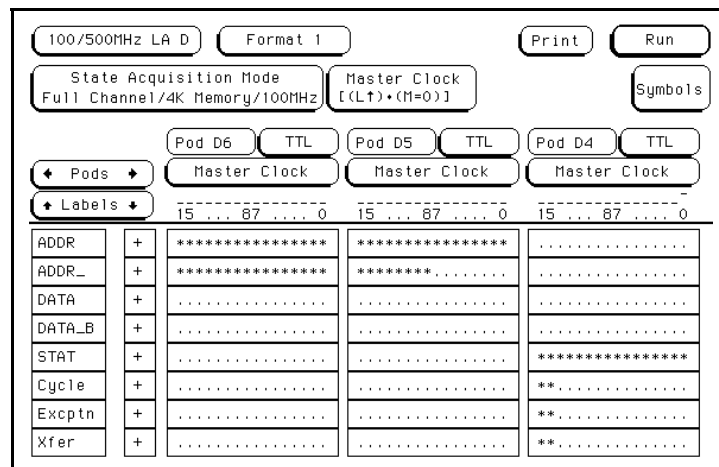 100/500MHz LA D Format 1 Print Run
State Acquisition Mode Master Clock Symbols
Full Channel/4K Memory/100MHz [(L↑)•(M=0)]
Pod D6 TTL Pod D5 TTL Pod D4 TTL
← Pods → Master Clock Master Clock Master Clock
↑ Labels ↓
15 ... 87 .... 0 15 ... 87 .... 0 15 ... 87 .... 0
ADDR + **************** **************** ................
ADDR_ + **************** ********........ ................
DATA + ................ ................ ................
DATA_B + ................ ................ ................
STAT + ................ ................ ****************
Cycle + ................ ................ **..............
Excptn + ................ ................ **..............
Xfer + ................ ................ **..............